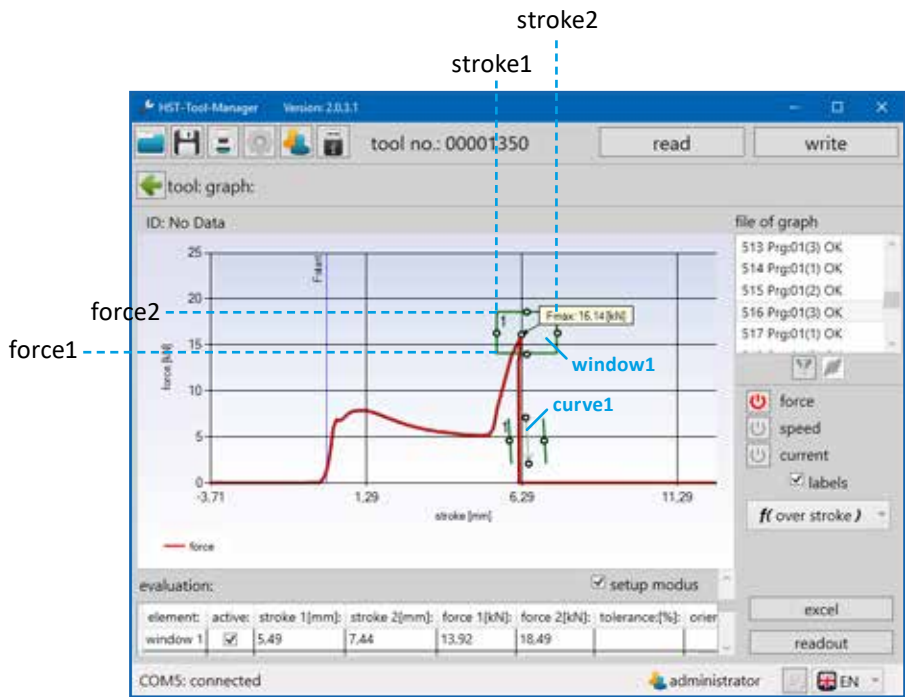 stroke2
stroke1
HST-Tool-Manager Version: 2.0.3.1
tool no.: 00001350 read write
tool: graph:
ID: No Data file of graph
513 Prg:01(3) OK
514 Prg:01(1) OK
515 Prg:01(2) OK
516 Prg:01(3) OK
517 Prg:01(1) OK
force2
force1
25
20
15
10
5
0
force [kN]
Fstart
1
Fmax: 16.14 [kN]
window1
curve1
1
-3.71 1,29 6,29 11,29
stroke [mm]
force
force
speed
current
labels
f( over stroke )
evaluation: setup modus
element: active: stroke 1[mm]: stroke 2[mm]: force 1[kN]: force 2[kN]: tolerance:[%]: orier
window 1 5,49 7,44 13,92 18,49
excel
readout
COM5: connected administrator EN